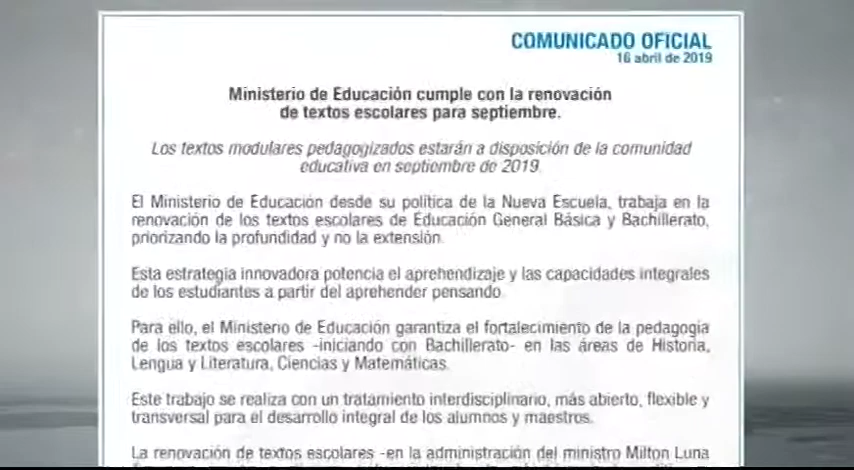 COMUNICADO OFICIAL
16 abril de 2019
Ministerio de Educación cumple con la renovación
de textos escolares para septiembre.
Los textos modulares pedagogizados estarán a disposición de la comunidad
educativa en septiembre de 2019.
El Ministerio de Educación desde su política de la Nueva Escuela, trabaja en la
renovación de los textos escolares de Educación General Básica y Bachillerato,
priorizando la profundidad y no la extensión.
Esta estrategia innovadora potencia el aprehendizaje y las capacidades integrales
de los estudiantes a partir del aprehender pensando.
Para ello, el Ministerio de Educación garantiza el fortalecimiento de la pedagogía
de los textos escolares -iniciando con Bachillerato- en las áreas de Historia,
Lengua y Literatura, Ciencias y Matemáticas.
Este trabajo se realiza con un tratamiento interdisciplinario, más abierto, flexible y
transversal para el desarrollo integral de los alumnos y maestros.
La renovación de textos escolares -en la administración del ministro Milton Luna